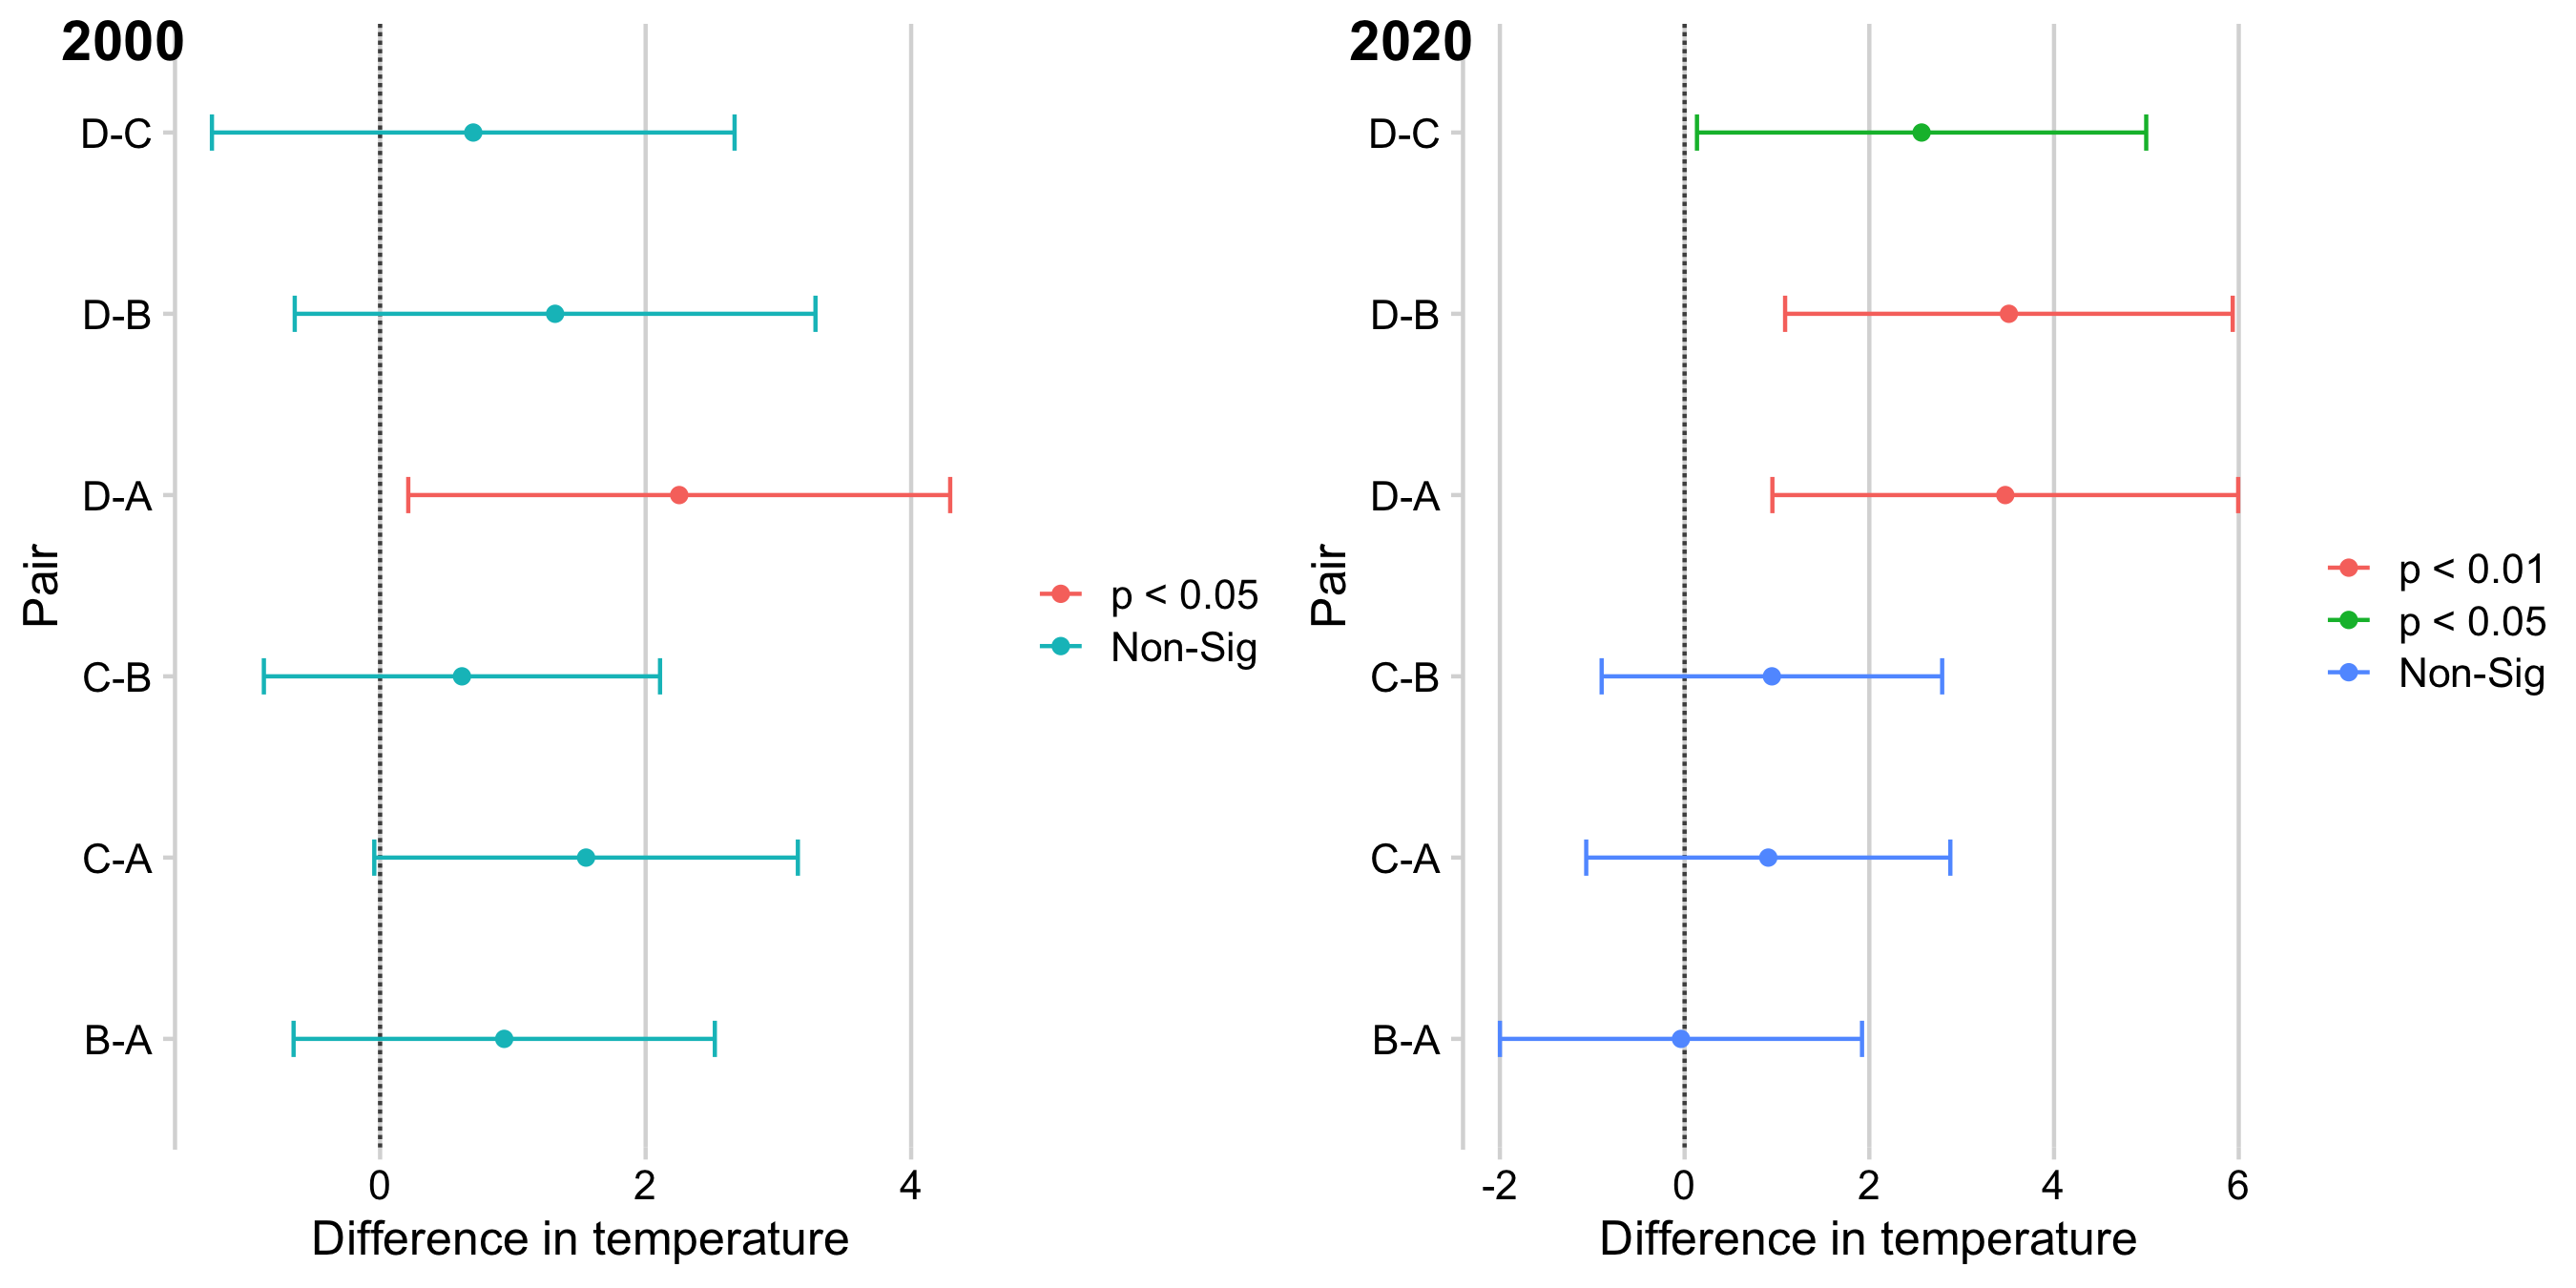 2000
D-C
D-B
D-A
C-B
C-A
B-A
Pair
0 2 4
Difference in temperature
p < 0.05
Non-Sig
2020
D-C
D-B
D-A
C-B
C-A
B-A
Pair
-2 0 2 4 6
Difference in temperature
p < 0.01
p < 0.05
Non-Sig